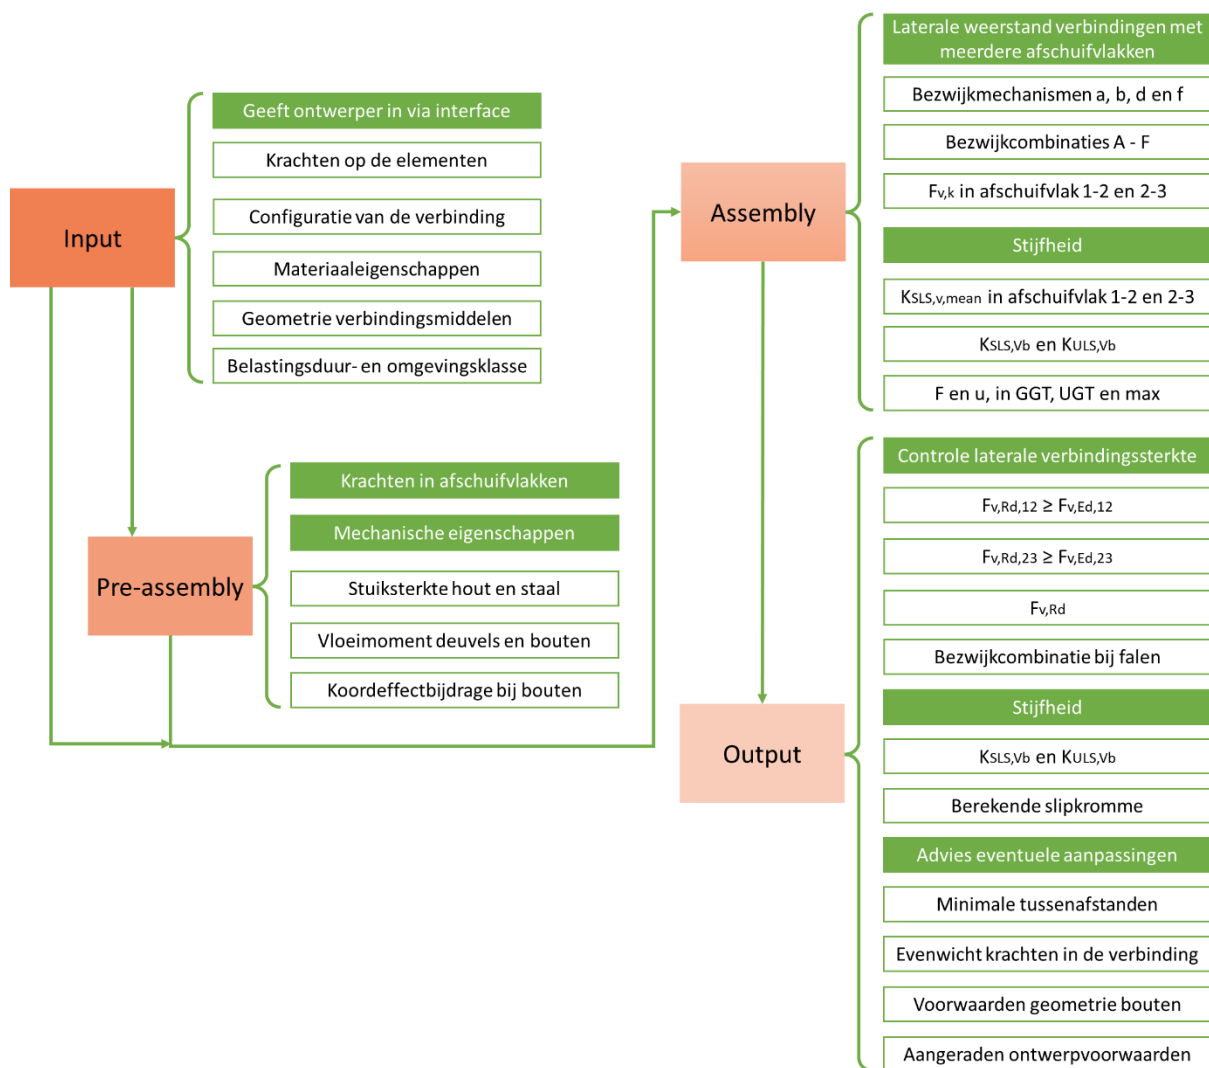 Input
Geeft ontwerper in via interface
Krachten op de elementen
Configuratie van de verbinding
Materiaaleigenschappen
Geometrie verbindingsmiddelen
Belastingsduur- en omgevingsklasse
Pre-assembly
Krachten in afschuifvlakken
Mechanische eigenschappen
Stuiksterkte hout en staal
Vloeimoment deuvels en bouten
Koordeffectbijdrage bij bouten
Assembly
Laterale weerstand verbindingen met
meerdere afschuifvlakken
Bezwijkmechanismen a, b, d en f
Bezwijkcombinaties A - F
Fv,k in afschuifvlak 1-2 en 2-3
Stijfheid
KSLS,v,mean in afschuifvlak 1-2 en 2-3
KSLS,Vb en KULS,Vb
F en u, in GGT, UGT en max
Output
Controle laterale verbindingssterkte
Fv,Rd,12 ≥ Fv,Ed,12
Fv,Rd,23 ≥ Fv,Ed,23
Fv,Rd
Bezwijkcombinatie bij falen
Stijfheid
KSLS,Vb en KULS,Vb
Berekende slipkromme
Advies eventuele aanpassingen
Minimale tussenafstanden
Evenwicht krachten in de verbinding
Voorwaarden geometrie bouten
Aangeraden ontwerpvoorwaarden